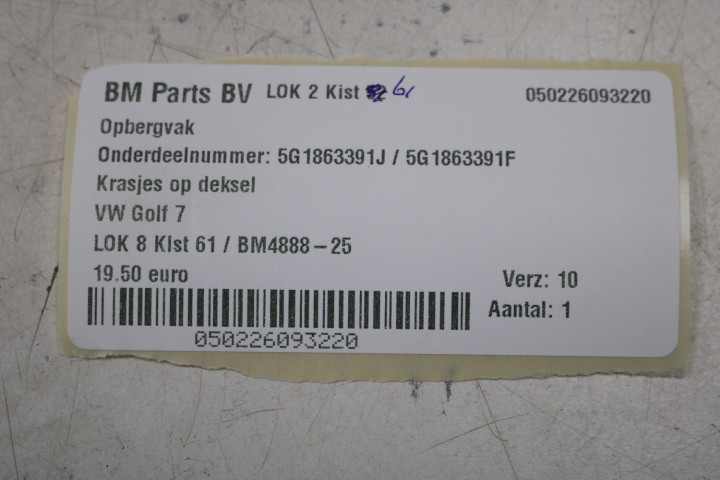 BM Parts BV LOK 2 Kist 61 050226093220
Opbergvak
Onderdeelnummer: 5G1863391J / 5G1863391F
Krasjes op deksel
VW Golf 7
LOK 8 Kist 61 / BM4888-25
19.50 euro Verz: 10
Aantal: 1
050226093220